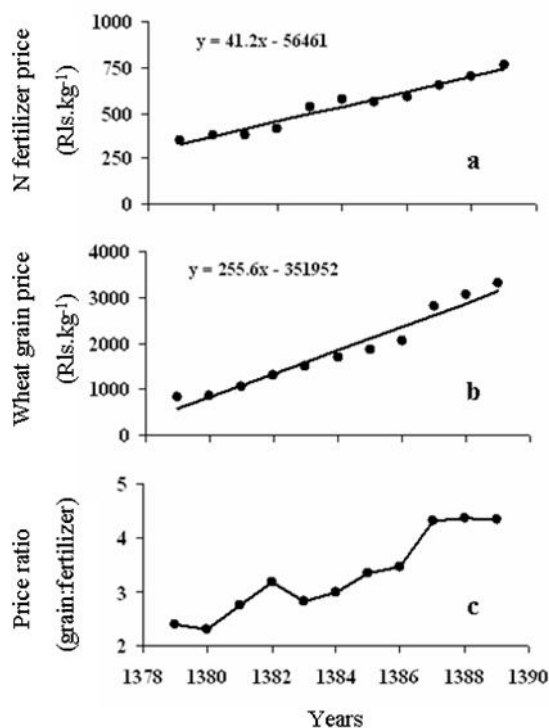 N fertilizer price
(Rls.kg-1)
1000
750
500
250
0
y = 41.2x - 56461
a
Wheat grain price
(Rls.kg-1)
4000
3000
2000
1000
0
y = 255.6x - 351952
b
Price ratio
(grain:fertilizer)
5
4
3
2
c
1378 1380 1382 1384 1386 1388 1390
Years